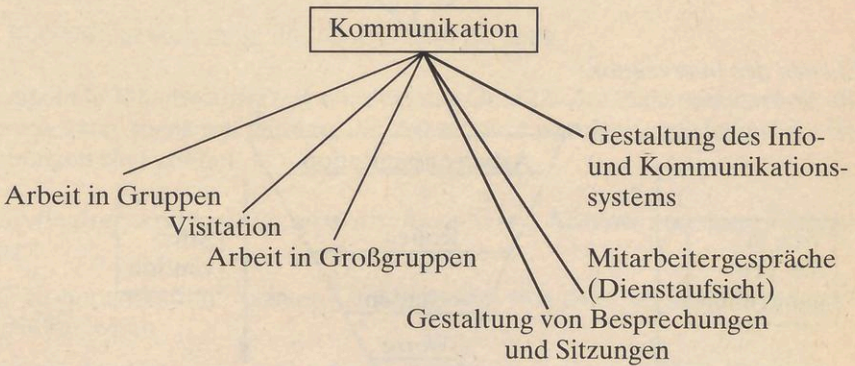 Kommunikation
Gestaltung des Info-
und Kommunikations-
systems
Arbeit in Gruppen
Visitation
Arbeit in Großgruppen
Mitarbeitergespräche
(Dienstaufsicht)
Gestaltung von Besprechungen
und Sitzungen